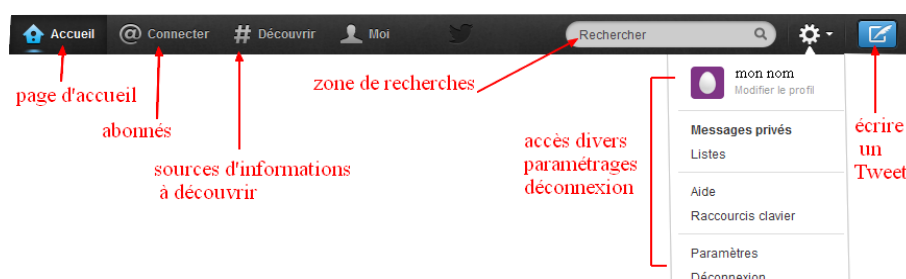 Accueil
@ Connecter
# Découvrir
Moi
Rechercher
page d'accueil
abonnés
sources d'informations
à découvrir
zone de recherches
accès divers
paramétrages
déconnexion
mon nom
Modifier le profil
Messages privés
Listes
Aide
Raccourcis clavier
Paramètres
Déconnexion
écrire
un
Tweet